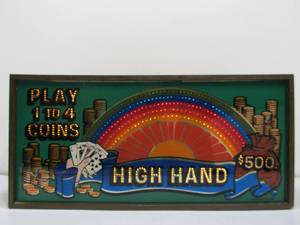 PLAY
1 TO 4
COINS
HIGH HAND
$500